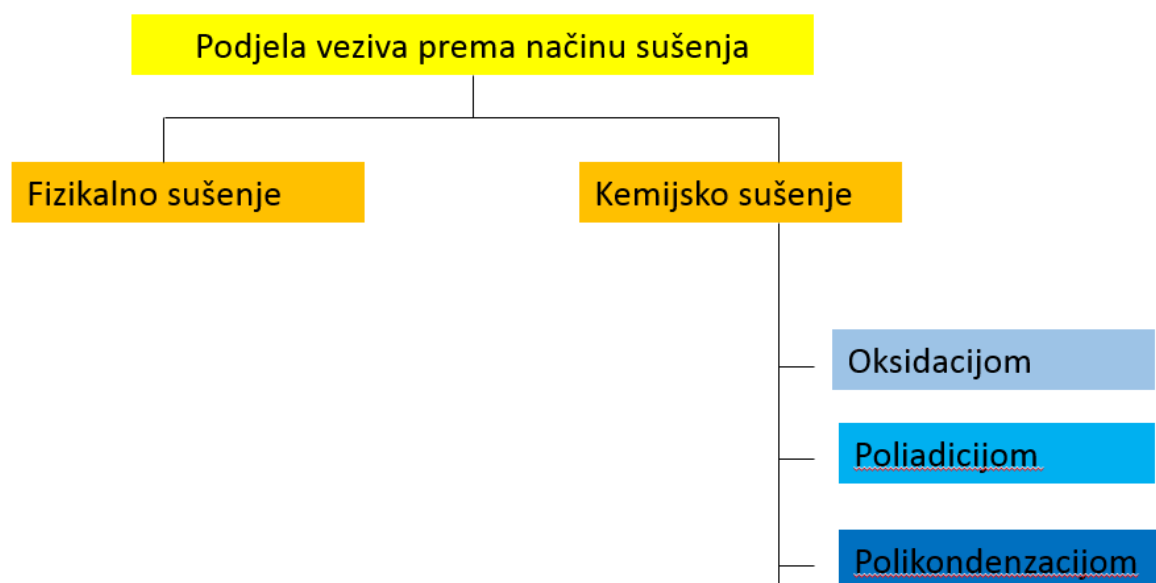 Podjela veziva prema načinu sušenja
Fizikalno sušenje
Kemijsko sušenje
Oksidacijom
Poliadicijom
Polikondenzacijom